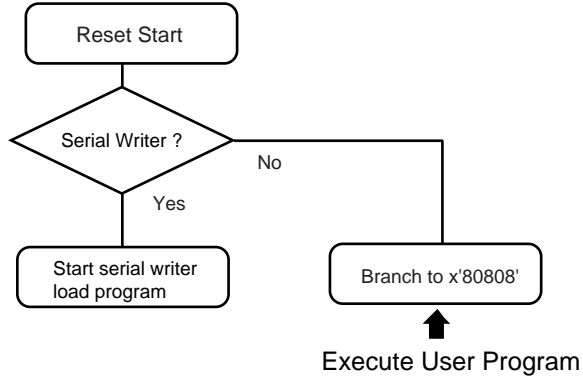 Reset Start
Serial Writer ?
No
Yes
Start serial writer
load program
Branch to x'80808'
Execute User Program